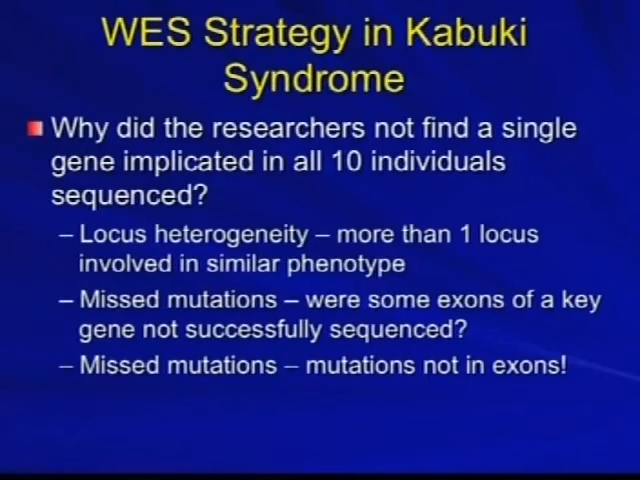 WES Strategy in Kabuki
Syndrome
Why did the researchers not find a single
gene implicated in all 10 individuals
sequenced?
– Locus heterogeneity – more than 1 locus
involved in similar phenotype
– Missed mutations – were some exons of a key
gene not successfully sequenced?
– Missed mutations – mutations not in exons!